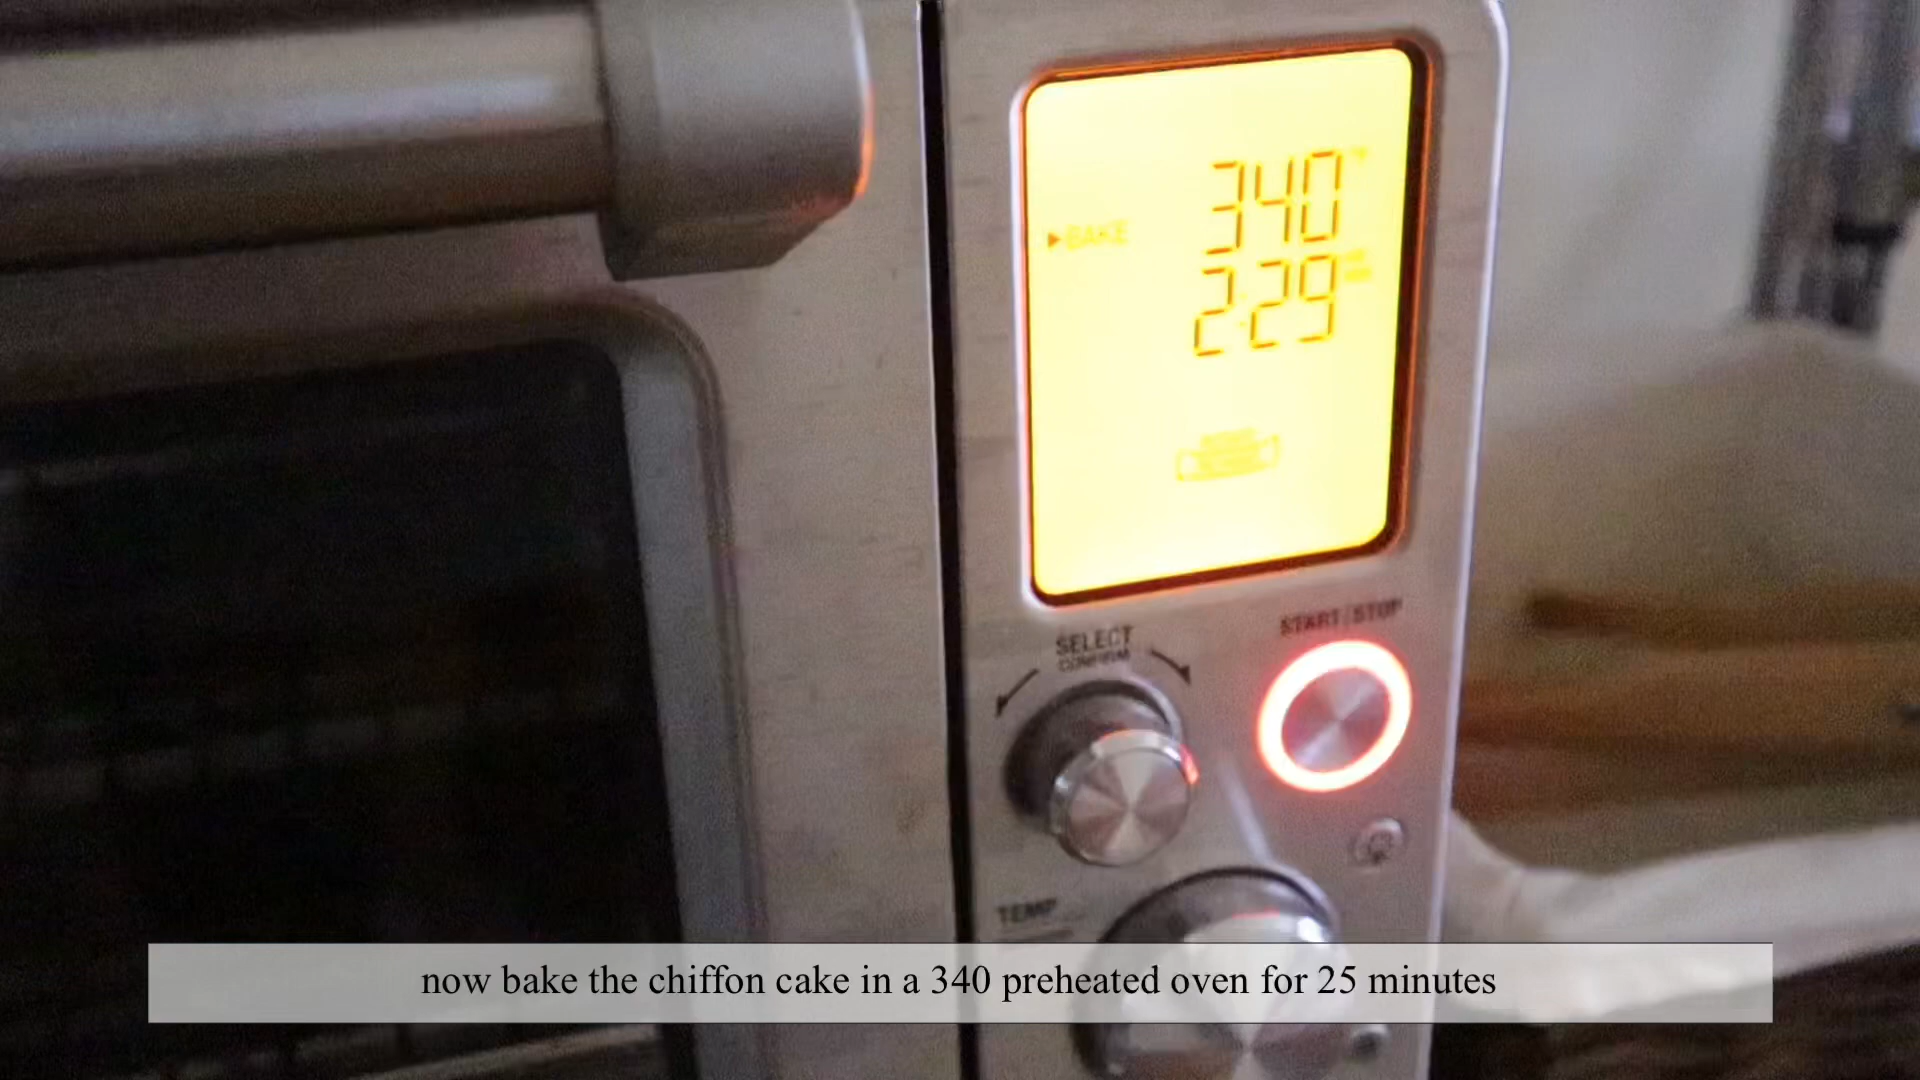 340 °F
▸BAKE
2:29
START/STOP
SELECT
CONFIRM
TEMP
now bake the chiffon cake in a 340 preheated oven for 25 minutes